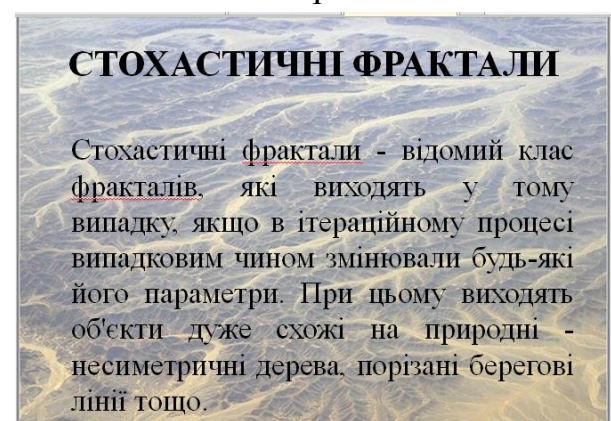 СТОХАСТИЧНІ ФРАКТАЛИ
Стохастичні фрактали - відомий клас
фракталів, які виходять у тому
випадку, якщо в ітераційному процесі
випадковим чином змінювали будь-які
його параметри. При цьому виходять
об'єкти дуже схожі на природні -
несиметричні дерева, порізані берегові
лінії тощо.